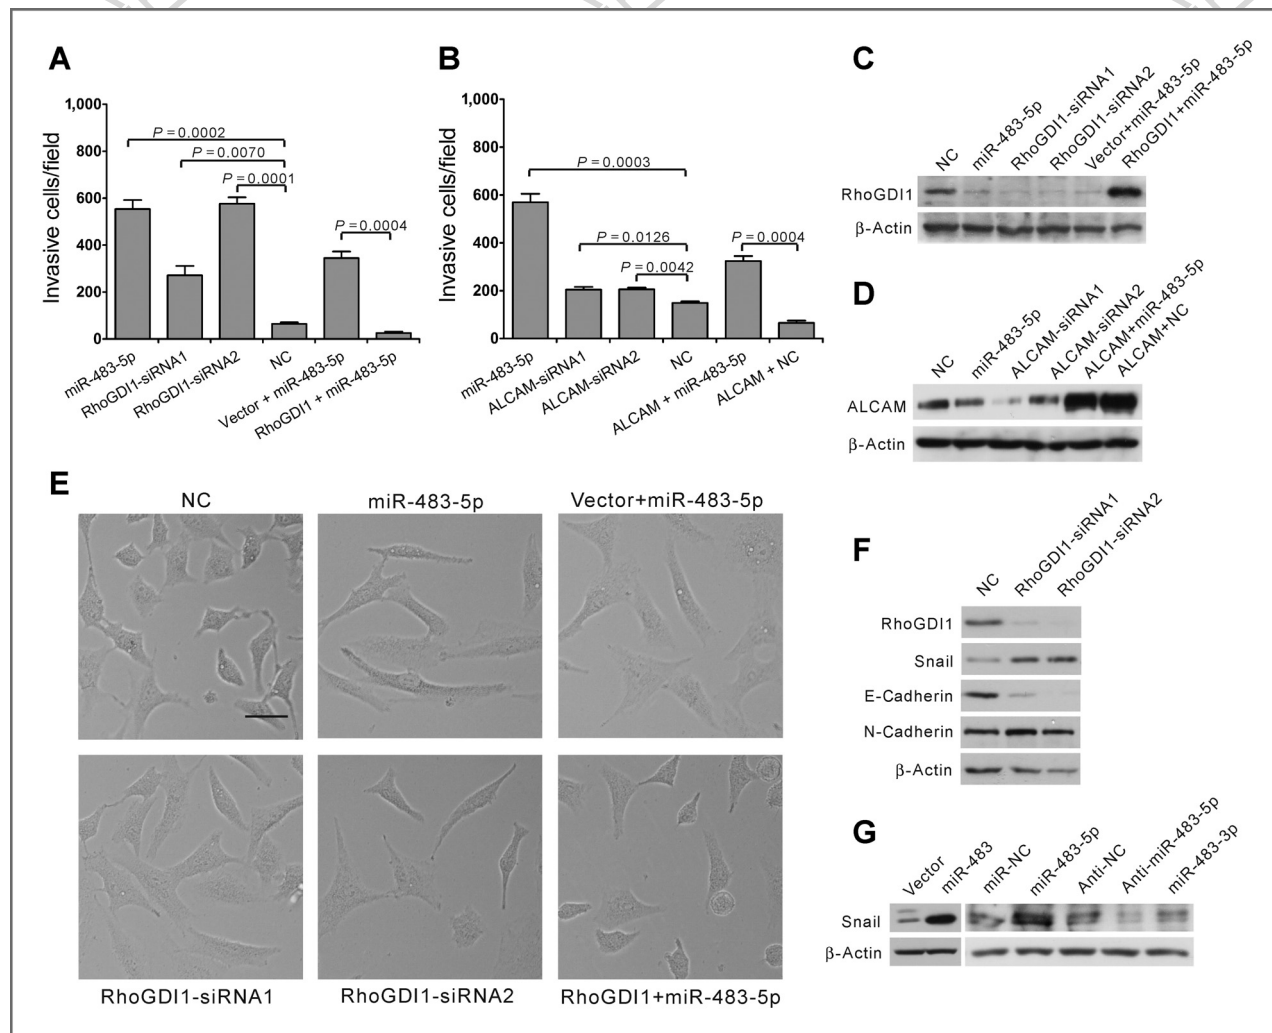 A
Invasive cells/field
1,000
800
600
400
200
0
P = 0.0002
P = 0.0070
P = 0.0001
P = 0.0004
miR-483-5p
RhoGDI1-siRNA1
RhoGDI1-siRNA2
NC
Vector + miR-483-5p
RhoGDI1 + miR-483-5p
B
Invasive cells/field
1,000
800
600
400
200
0
P = 0.0003
P = 0.0126
P = 0.0042
P = 0.0004
miR-483-5p
ALCAM-siRNA1
ALCAM-siRNA2
NC
ALCAM + miR-483-5p
ALCAM + NC
C
NC
miR-483-5p
RhoGDI1-siRNA1
RhoGDI1-siRNA2
Vector+miR-483-5p
RhoGDI1+miR-483-5p
RhoGDI1
β-Actin
D
NC
miR-483-5p
ALCAM-siRNA1
ALCAM-siRNA2
ALCAM+miR-483-5p
ALCAM+NC
ALCAM
β-Actin
E
NC
miR-483-5p
Vector+miR-483-5p
RhoGDI1-siRNA1
RhoGDI1-siRNA2
RhoGDI1+miR-483-5p
F
NC
RhoGDI1-siRNA1
RhoGDI1-siRNA2
RhoGDI1
Snail
E-Cadherin
N-Cadherin
β-Actin
G
Vector
miR-483
miR-NC
miR-483-5p
Anti-NC
Anti-miR-483-5p
miR-483-3p
Snail
β-Actin